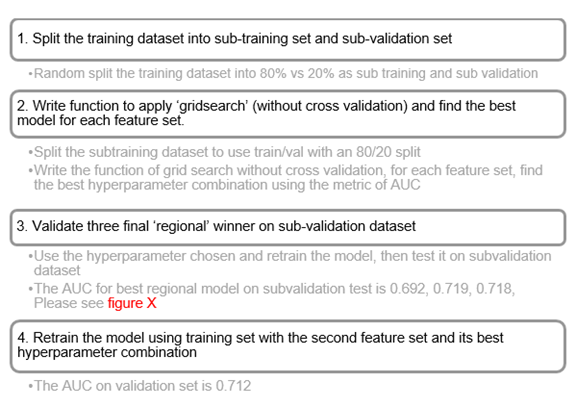 1. Split the training dataset into sub-training set and sub-validation set
•Random split the training dataset into 80% vs 20% as sub training and sub validation
2. Write function to apply ‘gridsearch’ (without cross validation) and find the best
model for each feature set.
•Split the subtraining dataset to use train/val with an 80/20 split
•Write the function of grid search without cross validation, for each feature set, find
the best hyperparameter combination using the metric of AUC
3. Validate three final ‘regional’ winner on sub-validation dataset
•Use the hyperparameter chosen and retrain the model, then test it on subvalidation
dataset
•The AUC for best regional model on subvalidation test is 0.692, 0.719, 0.718,
Please see figure X
4. Retrain the model using training set with the second feature set and its best
hyperparameter combination
•The AUC on validation set is 0.712